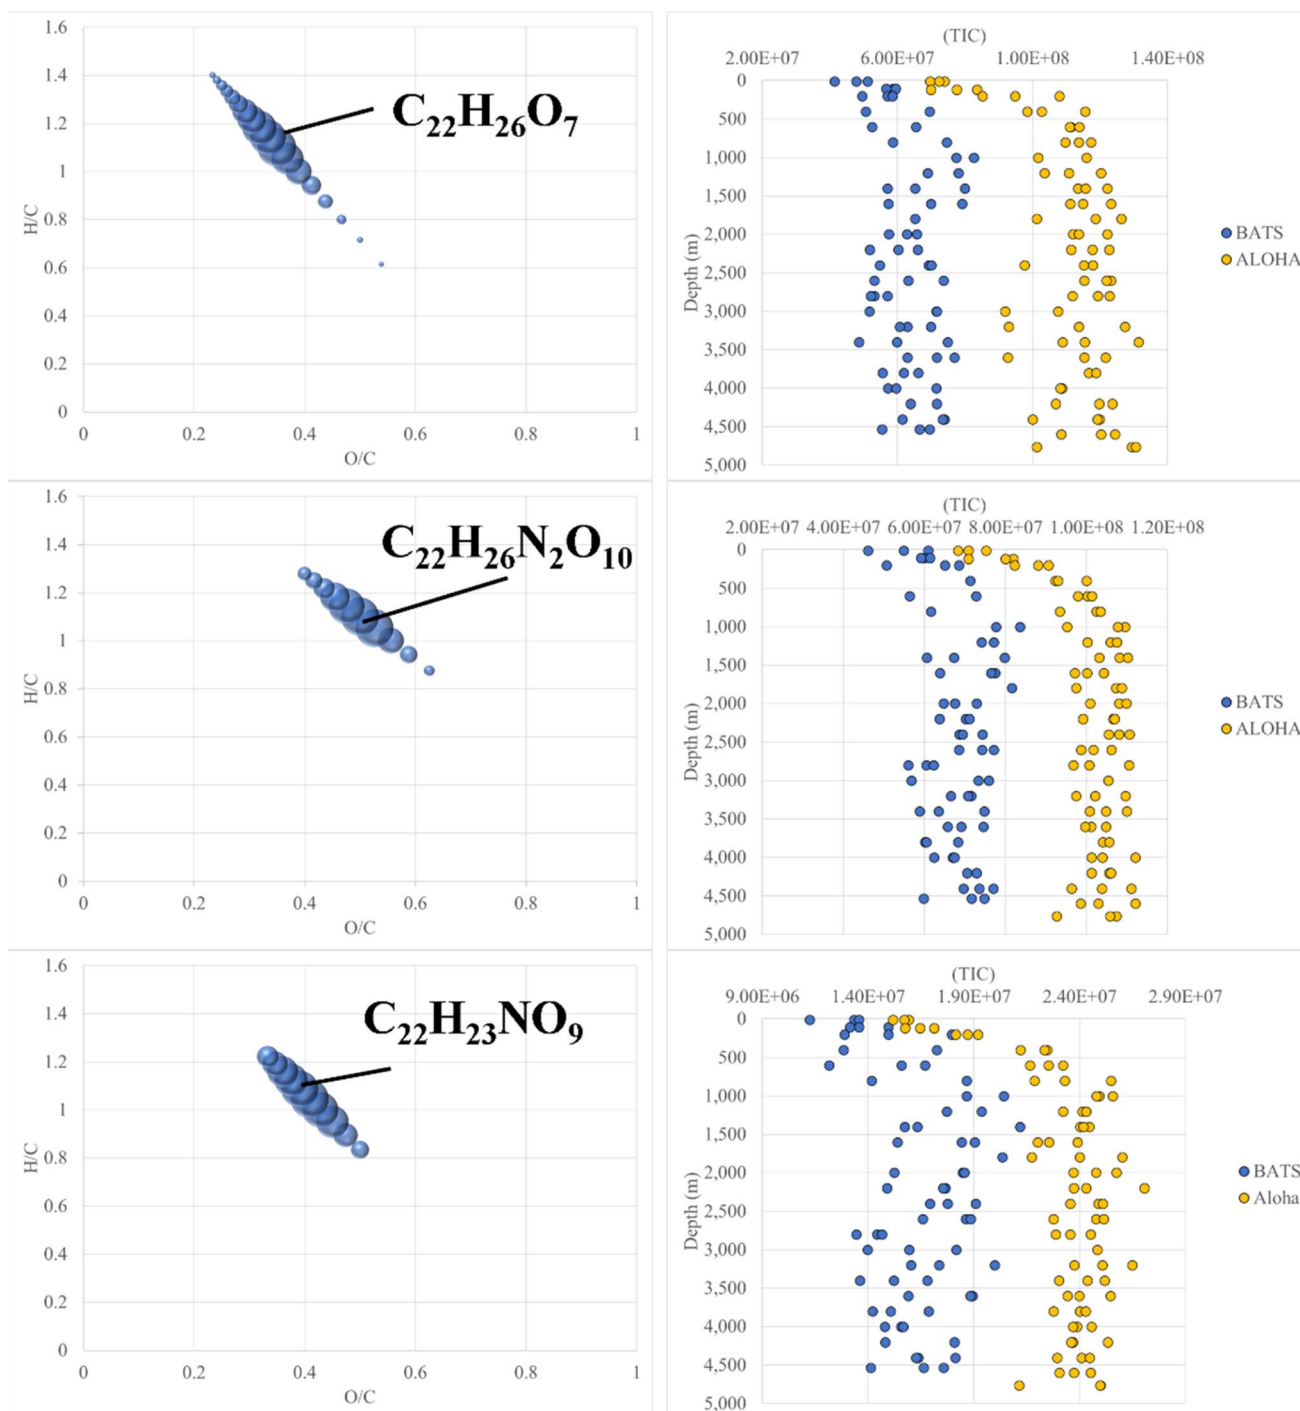 1.6
1.4
1.2
1
0.8
0.6
0.4
0.2
0
H/C
0 0.2 0.4 0.6 0.8 1
O/C
C22H26O7
(TIC)
2.00E+07 6.00E+07 1.00E+08 1.40E+08
0
500
1,000
1,500
2,000
2,500
3,000
3,500
4,000
4,500
5,000
Depth (m)
BATS
ALOHA
1.6
1.4
1.2
1
0.8
0.6
0.4
0.2
0
H/C
0 0.2 0.4 0.6 0.8 1
O/C
C22H26N2O10
(TIC)
2.00E+07 4.00E+07 6.00E+07 8.00E+07 1.00E+08 1.20E+08
0
500
1,000
1,500
2,000
2,500
3,000
3,500
4,000
4,500
5,000
Depth (m)
BATS
ALOHA
1.6
1.4
1.2
1
0.8
0.6
0.4
0.2
0
H/C
0 0.2 0.4 0.6 0.8 1
O/C
C22H23NO9
(TIC)
9.00E+06 1.40E+07 1.90E+07 2.40E+07 2.90E+07
0
500
1,000
1,500
2,000
2,500
3,000
3,500
4,000
4,500
5,000
Depth (m)
BATS
Aloha